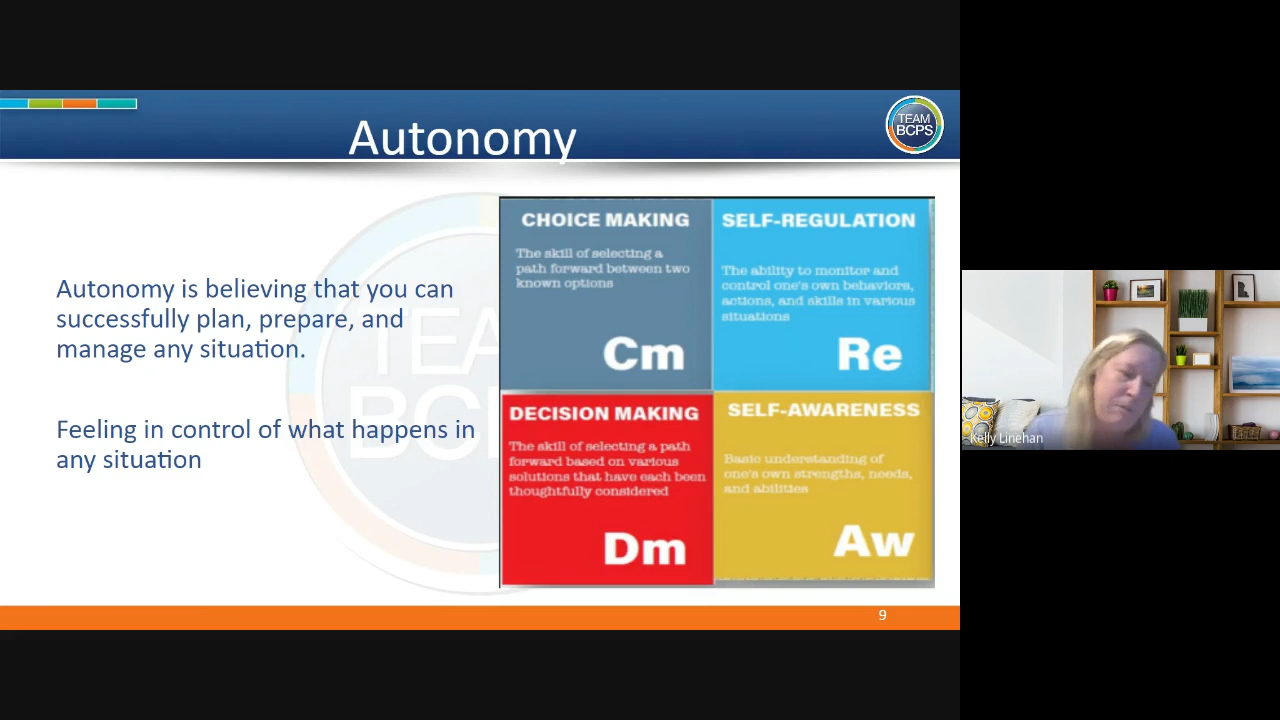 Autonomy
TEAM
BCPS
Autonomy is believing that you can
successfully plan, prepare, and
manage any situation.
Feeling in control of what happens in
any situation
CHOICE MAKING
The skill of selecting a
path forward between two
known options
Cm
SELF-REGULATION
The ability to monitor and
control one's own behaviors,
actions, and skills in various
situations
Re
DECISION MAKING
The skill of selecting a path
forward based on various
solutions that have each been
thoughtfully considered
Dm
SELF-AWARENESS
Basic understanding of
one's own strengths, needs,
and abilities
Aw
TEA
BC
9
Kelly Linehan